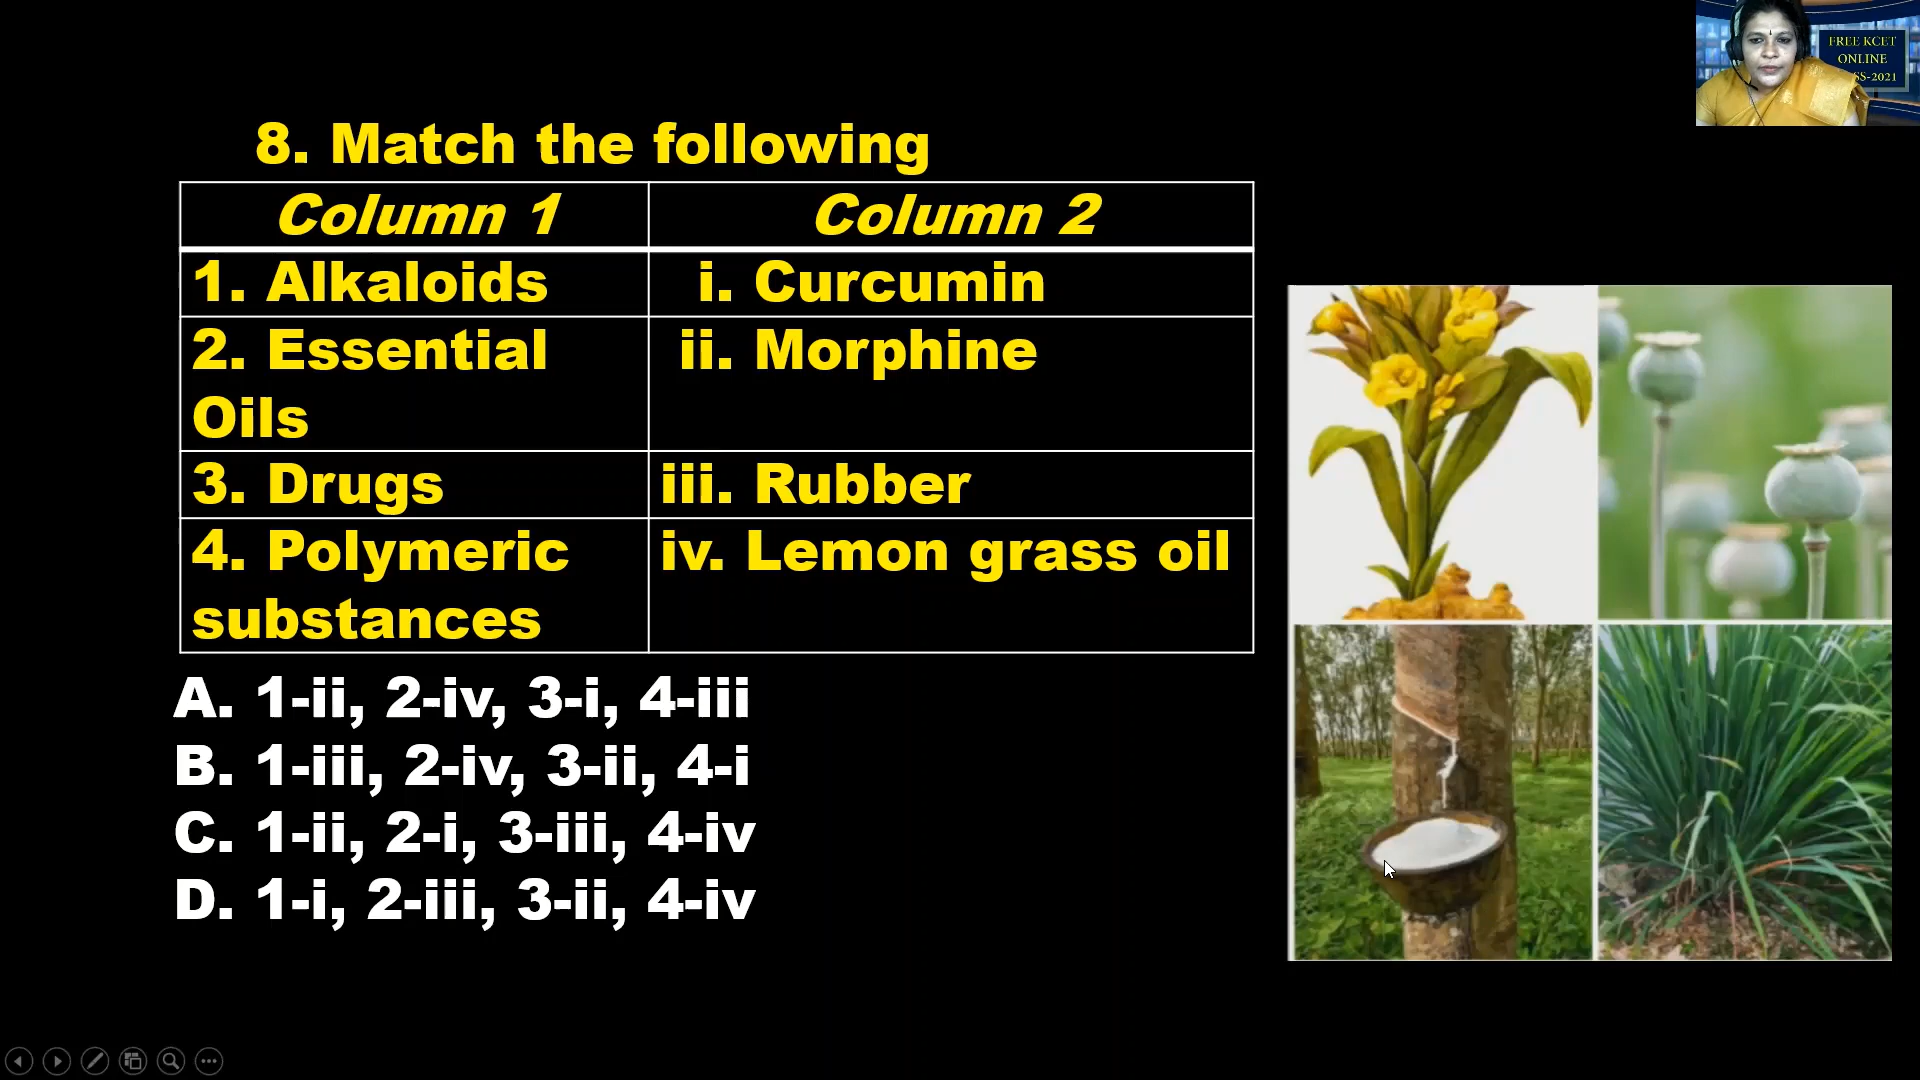 FREE KCET
ONLINE
SS-2021
8. Match the following
Column 1 Column 2
1. Alkaloids i. Curcumin
2. Essential ii. Morphine
Oils
3. Drugs iii. Rubber
4. Polymeric iv. Lemon grass oil
substances
A. 1-ii, 2-iv, 3-i, 4-iii
B. 1-iii, 2-iv, 3-ii, 4-i
C. 1-ii, 2-i, 3-iii, 4-iv
D. 1-i, 2-iii, 3-ii, 4-iv